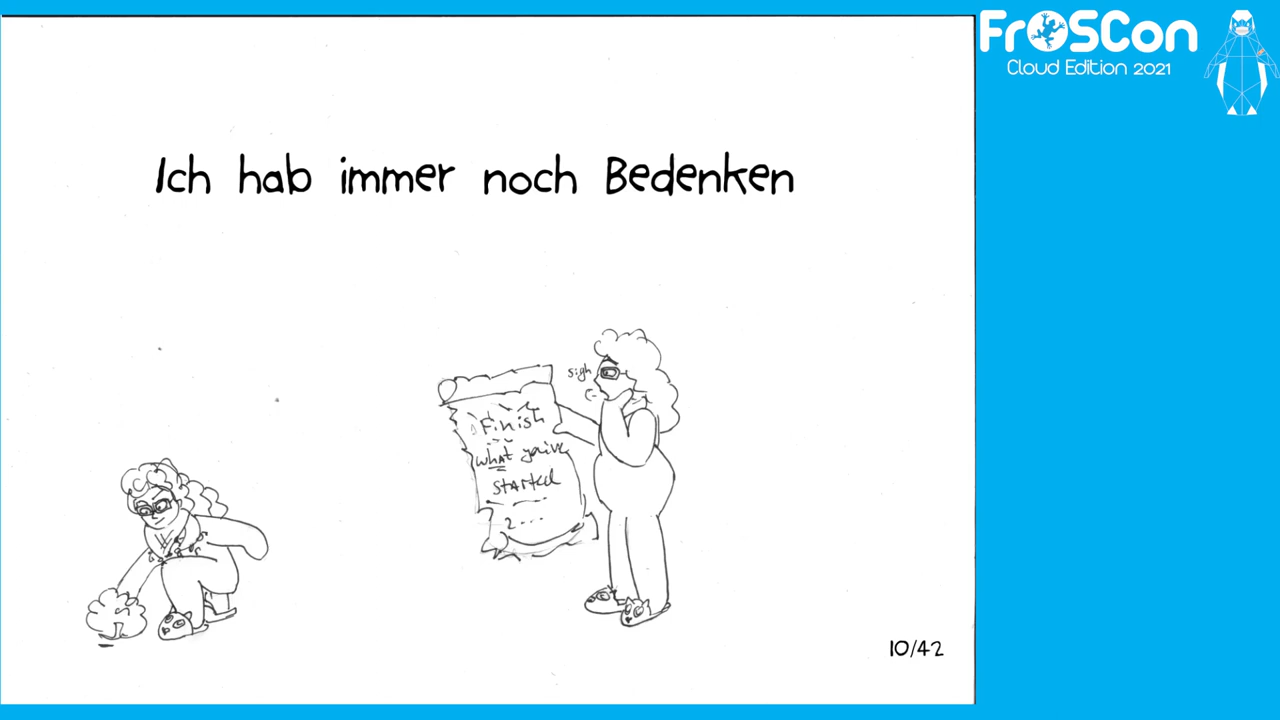 FrOSCon
Cloud Edition 2021
Ich hab immer noch Bedenken
sigh
Finish
what you've
started
10/42